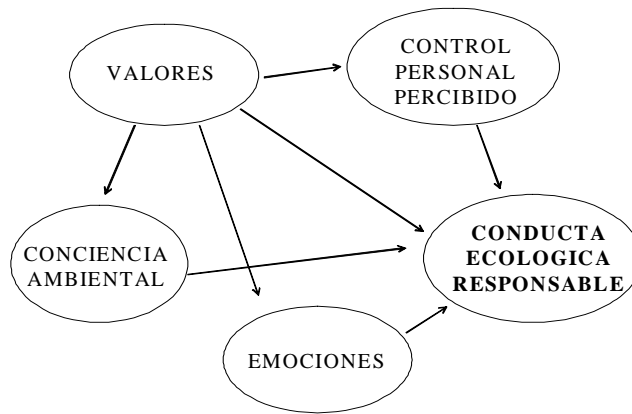 VALORES
CONTROL
PERSONAL
PERCIBIDO
CONCIENCIA
AMBIENTAL
CONDUCTA
ECOLOGICA
RESPONSABLE
EMOCIONES